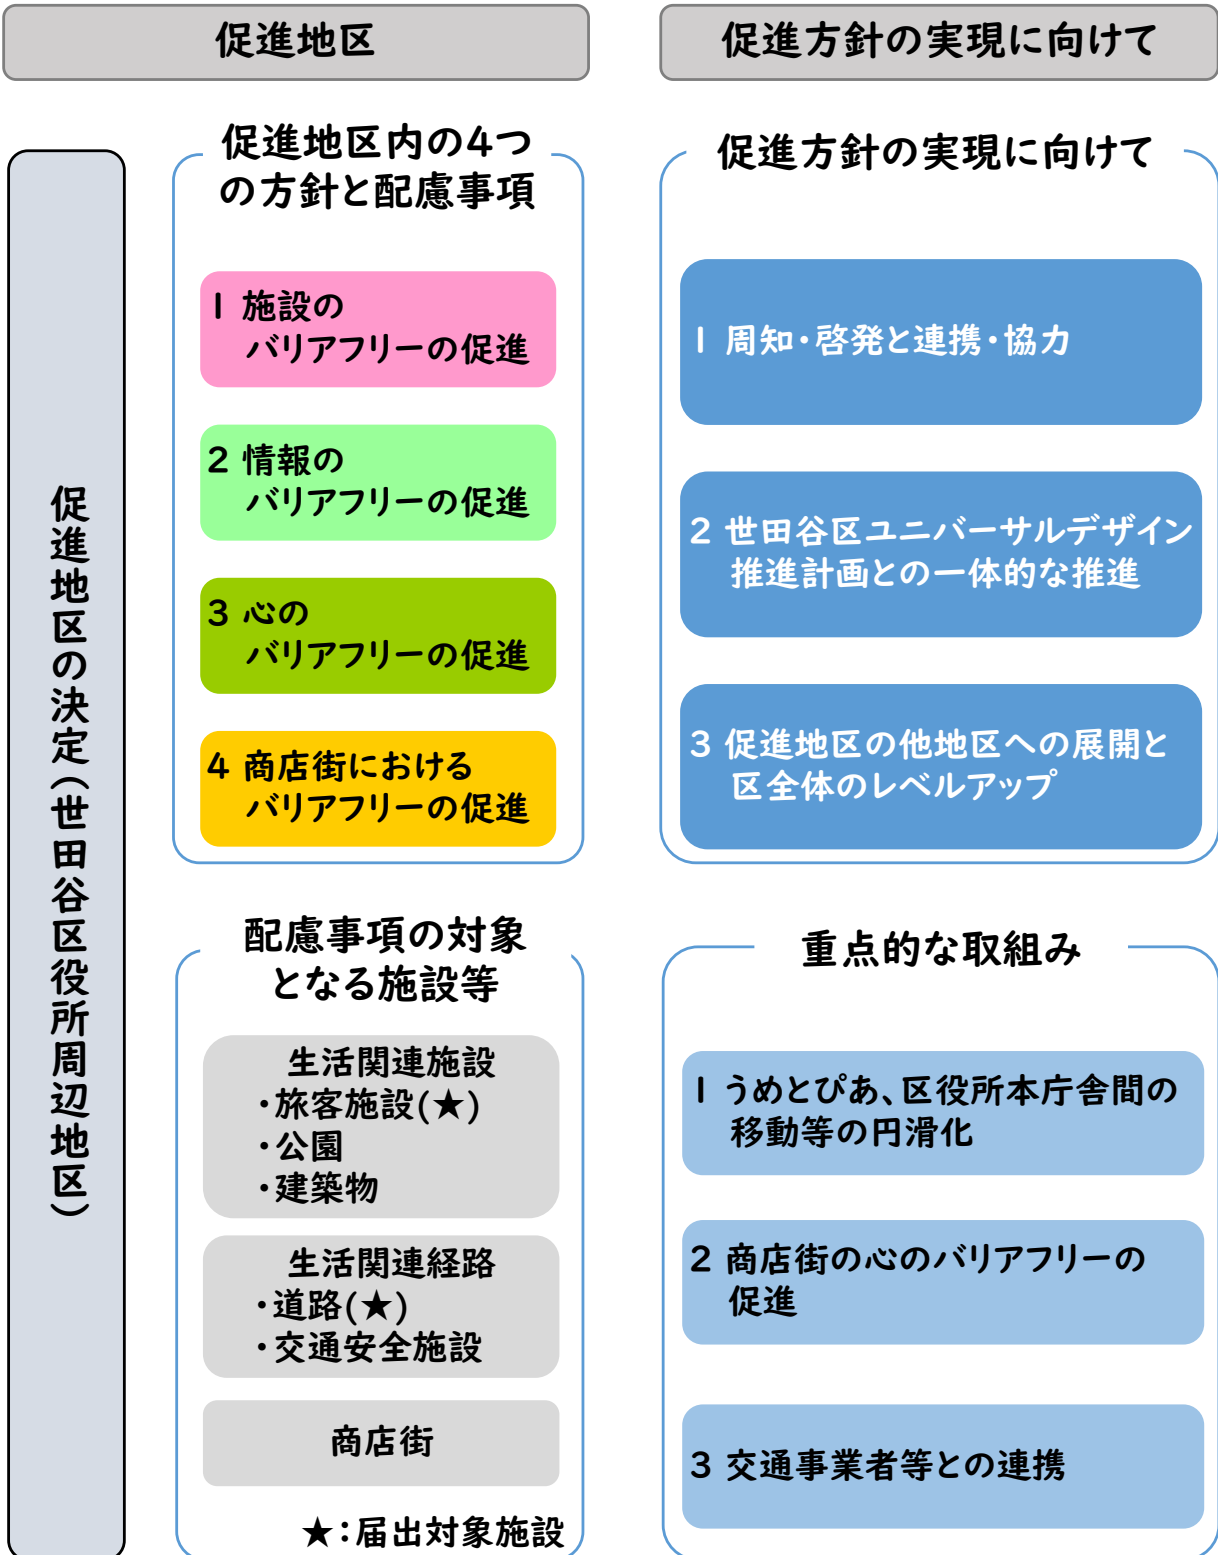 促進地区
促進地区の決定(世田谷区役所周辺地区)
促進地区内の4つ
の方針と配慮事項
1 施設の
バリアフリーの促進
2 情報の
バリアフリーの促進
3 心の
バリアフリーの促進
4 商店街における
バリアフリーの促進
配慮事項の対象
となる施設等
生活関連施設
・旅客施設(★)
・公園
・建築物
生活関連経路
・道路(★)
・交通安全施設
商店街
★:届出対象施設
促進方針の実現に向けて
促進方針の実現に向けて
1 周知・啓発と連携・協力
2 世田谷区ユニバーサルデザイン
推進計画との一体的な推進
3 促進地区の他地区への展開と
区全体のレベルアップ
重点的な取組み
1 うめとぴあ、区役所本庁舎間の
移動等の円滑化
2 商店街の心のバリアフリーの
促進
3 交通事業者等との連携